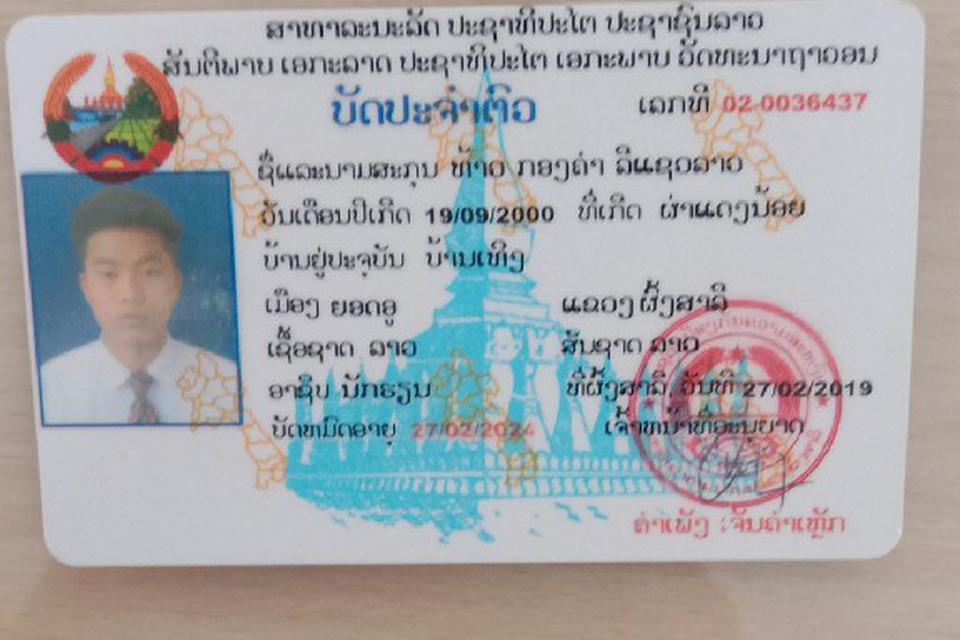 ສາທາລະນະລັດ ປະຊາທິປະໄຕ ປະຊາຊົນລາວ
ສັນຕິພາບ ເອກະລາດ ປະຊາທິປະໄຕ ເອກະພາບ ວັດທະນາຖາວອນ
ບັດປະຈຳຕົວ
ເລກທີ 02-0036437
ຊື່ແລະນາມສະກຸນ ທ້າວ ກອງຄຳ ລີແຊວລາວ
ວັນເດືອນປີເກີດ 19/09/2000 ທີ່ເກີດ ຜ່າແດງນ້ອຍ
ບ້ານຢູ່ປະຈຸບັນ ບ້ານເທິງ
ເມືອງ ຍອດອູ ແຂວງ ຜົ້ງສາລີ
ເຊື້ອຊາດ ລາວ ສັນຊາດ ລາວ
ອາຊີບ ນັກຮຽນ ທີ່ຜົ້ງສາລີ, ວັນທີ 27/02/2019
ບັດຫມົດອາຍຸ 27/02/2024 ເຈົ້າຫນ້າທີ່ອະນຸຍາດ
ຄຳເພັງ ຈັນຄຳເຫຼັກ